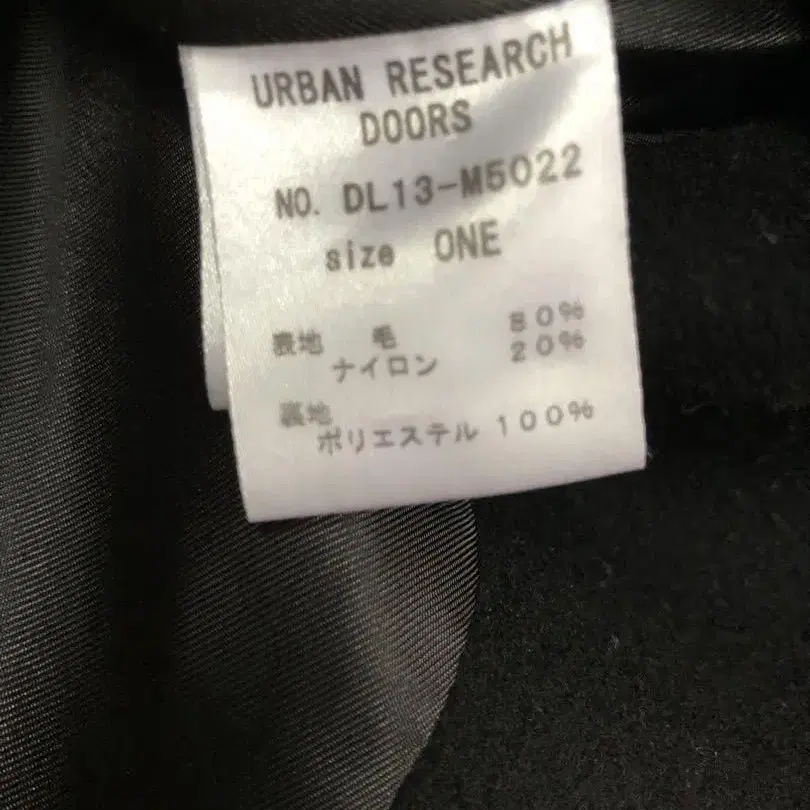 URBAN RESEARCH
DOORS
NO. DL13-M5022
size ONE
表地 毛 80%
ナイロン 20%
裏地
ポリエステル 100%